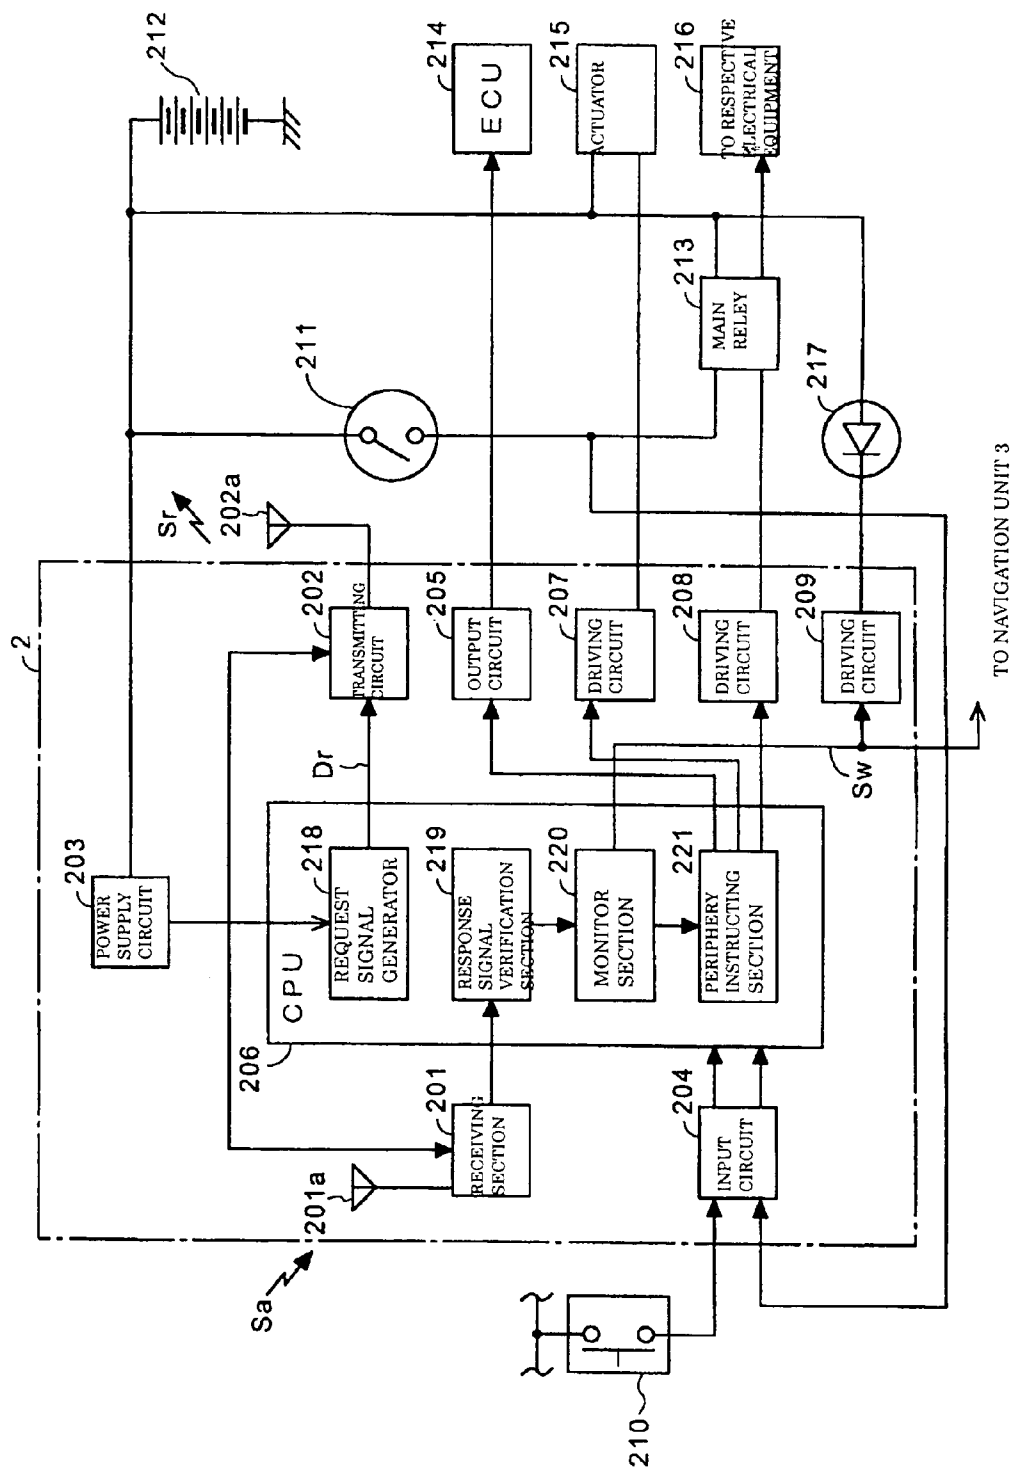 2
203
POWER
SUPPLY
CIRCUIT
212
Sr
202a
211
202
TRANSMITTING
CIRCUIT
Dr
CPU
206
218
REQUEST
SIGNAL
GENERATOR
Sa
201a
201
RECEIVING
SECTION
219
RESPONSE
SIGNAL
VERIFICATION
SECTION
205
OUTPUT
CIRCUIT
214
ECU
220
MONITOR
SECTION
207
DRIVING
CIRCUIT
215
ACTUATOR
210
204
INPUT
CIRCUIT
221
PERIPHERY
INSTRUCTING
SECTION
208
DRIVING
CIRCUIT
213
MAIN
RELEY
216
TO RESPECTIVE
ELECTRICAL
EQUIPMENT
Sw
209
DRIVING
CIRCUIT
217
TO NAVIGATION UNIT 3